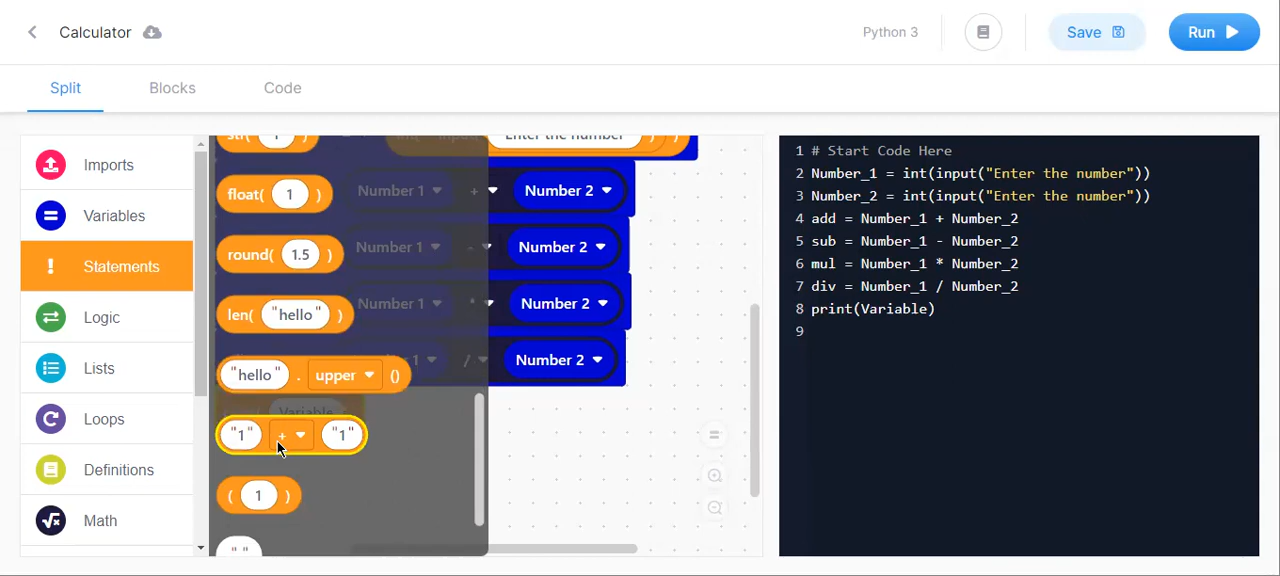 Calculator
Python 3
Save
Run
Split
Blocks
Code
Imports
Variables
Statements
Logic
Lists
Loops
Definitions
Math
str( 1 )
"Enter the number" ) )
float( 1 )
Number 1 + Number 2
round( 1.5 )
Number 1 - Number 2
len( "hello" )
Number 1 * Number 2
"hello" . upper ()
1 / Number 2
Variable
"1" + "1"
( 1 )
" "
1 # Start Code Here
2 Number_1 = int(input("Enter the number"))
3 Number_2 = int(input("Enter the number"))
4 add = Number_1 + Number_2
5 sub = Number_1 - Number_2
6 mul = Number_1 * Number_2
7 div = Number_1 / Number_2
8 print(Variable)
9